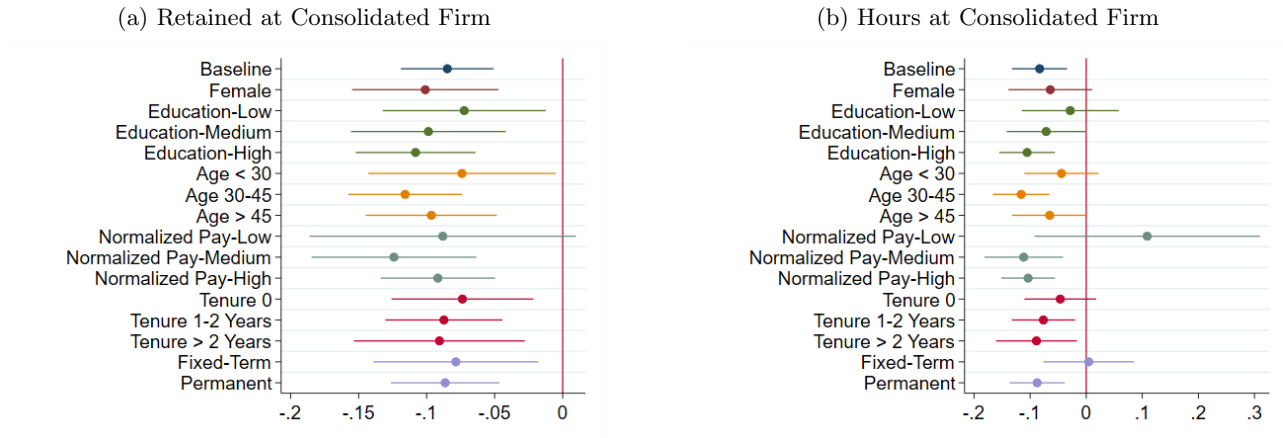 (a) Retained at Consolidated Firm
Baseline
Female
Education-Low
Education-Medium
Education-High
Age < 30
Age 30-45
Age > 45
Normalized Pay-Low
Normalized Pay-Medium
Normalized Pay-High
Tenure 0
Tenure 1-2 Years
Tenure > 2 Years
Fixed-Term
Permanent
-.2 -.15 -.1 -.05 0
(b) Hours at Consolidated Firm
Baseline
Female
Education-Low
Education-Medium
Education-High
Age < 30
Age 30-45
Age > 45
Normalized Pay-Low
Normalized Pay-Medium
Normalized Pay-High
Tenure 0
Tenure 1-2 Years
Tenure > 2 Years
Fixed-Term
Permanent
-.2 -.1 0 .1 .2 .3